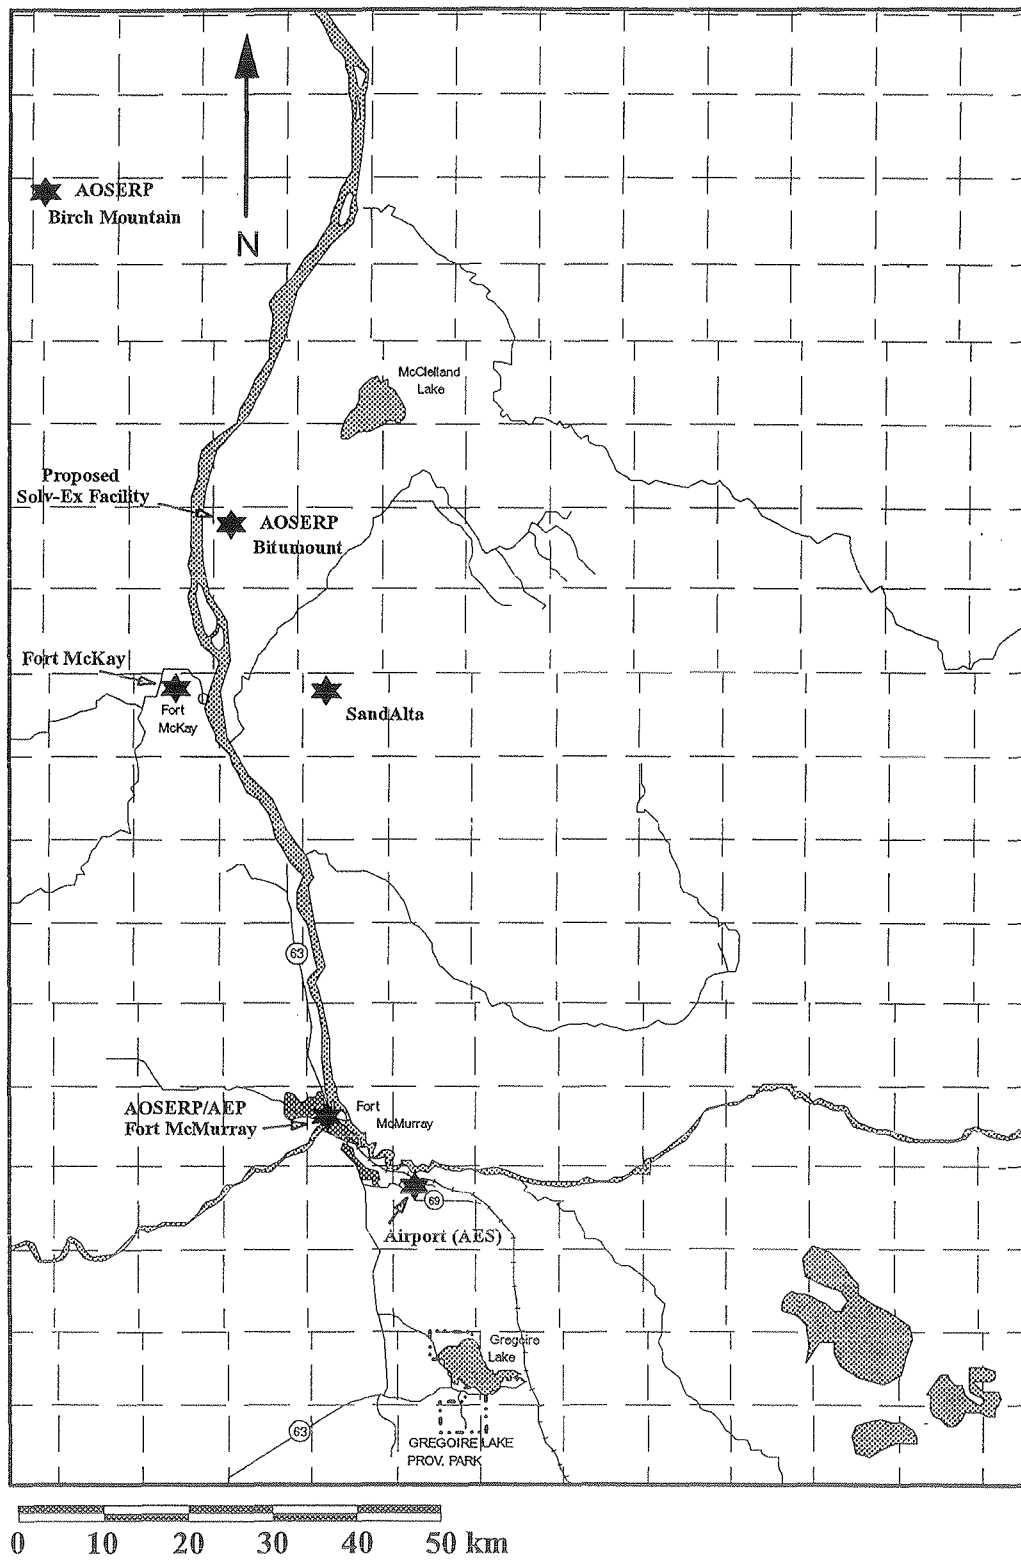 AOSERP
Birch Mountain
N
McClelland
Lake
Proposed
Solv-Ex Facility
AOSERP
Bitumount
Fort McKay
Fort
McKay
SandAlta
63
AOSERP/AEP
Fort McMurray
Fort
McMurray
69
Airport (AES)
Gregoire
Lake
63
GREGOIRE LAKE
PROV. PARK
0 10 20 30 40 50 km